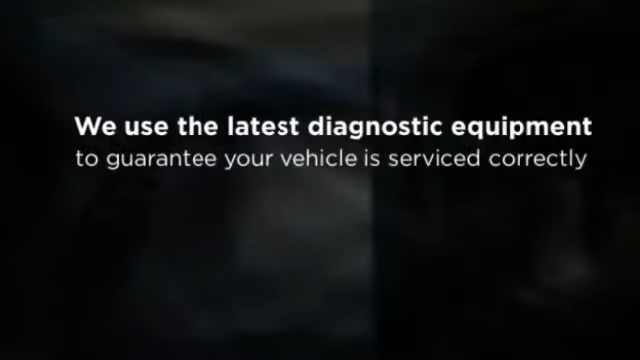 We use the latest diagnostic equipment
to guarantee your vehicle is serviced correctly